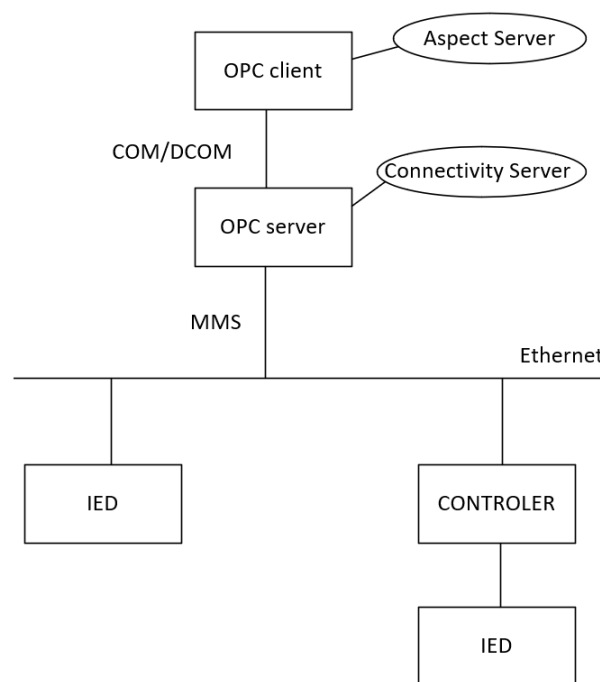 Aspect Server
OPC client
COM/DCOM
Connectivity Server
OPC server
MMS
Ethernet
IED
CONTROLER
IED